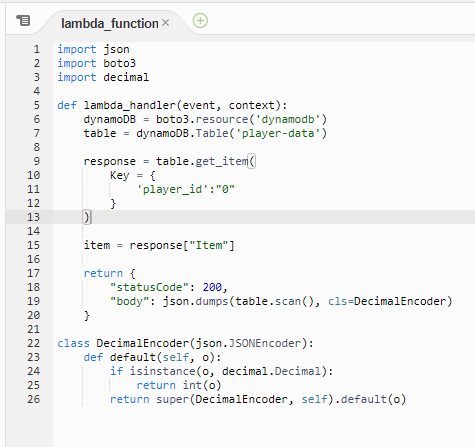 lambda_function ×
1 import json
2 import boto3
3 import decimal
4
5 def lambda_handler(event, context):
6     dynamoDB = boto3.resource('dynamodb')
7     table = dynamoDB.Table('player-data')
8
9     response = table.get_item(
10         Key = {
11             'player_id':"0"
12         }
13     )
14
15     item = response["Item"]
16
17     return {
18         "statusCode": 200,
19         "body": json.dumps(table.scan(), cls=DecimalEncoder)
20     }
21
22 class DecimalEncoder(json.JSONEncoder):
23     def default(self, o):
24         if isinstance(o, decimal.Decimal):
25             return int(o)
26         return super(DecimalEncoder, self).default(o)